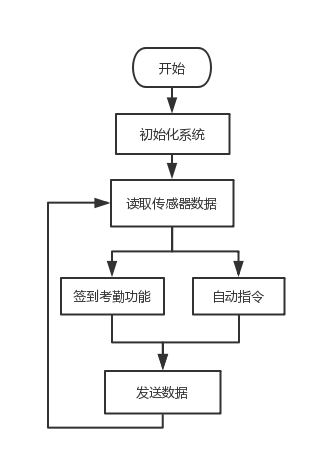 开始
初始化系统
读取传感器数据
签到考勤功能
自动指令
发送数据